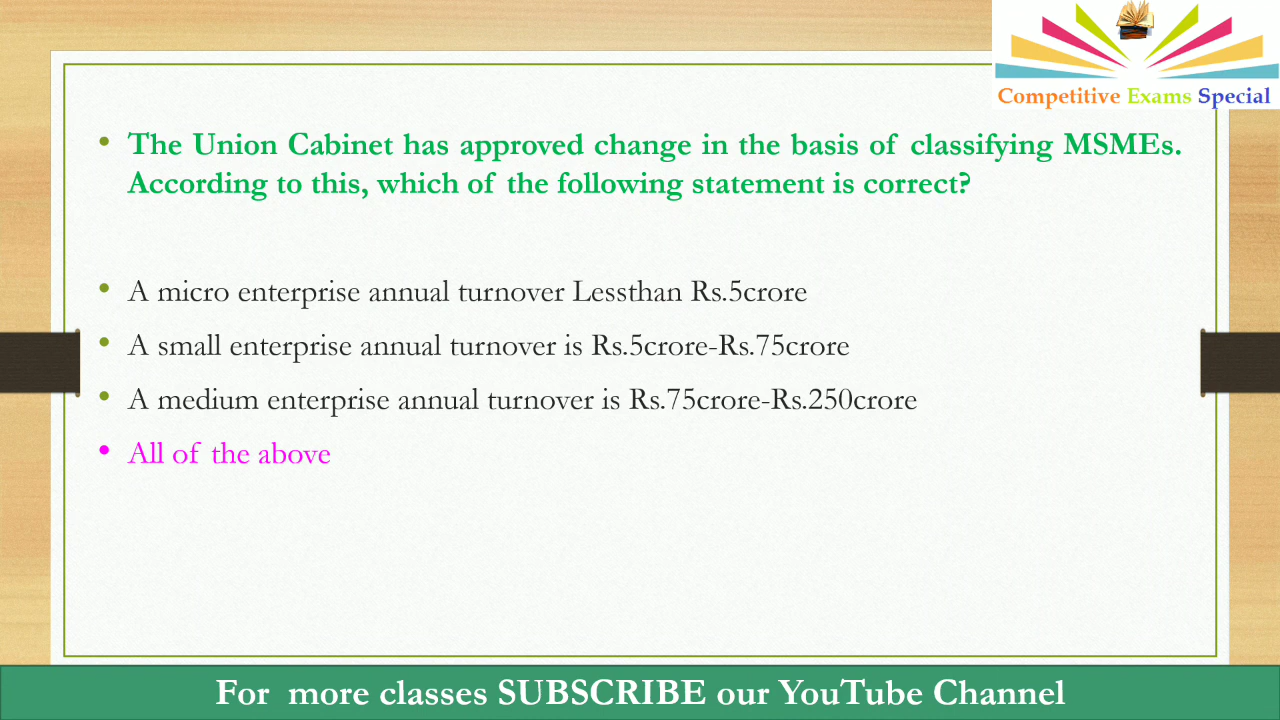 Competitive Exams Special
• The Union Cabinet has approved change in the basis of classifying MSMEs.
According to this, which of the following statement is correct?
• A micro enterprise annual turnover Lessthan Rs.5crore
• A small enterprise annual turnover is Rs.5crore-Rs.75crore
• A medium enterprise annual turnover is Rs.75crore-Rs.250crore
• All of the above
For more classes SUBSCRIBE our YouTube Channel